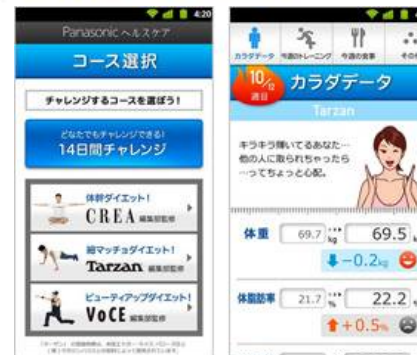 4:20
Panasonic ヘルスケア
コース選択
チャレンジするコースを選ぼう！
どなたでもチャレンジできる！
14日間チャレンジ
体幹ダイエット！
CREA 編集部監修
細マッチョダイエット！
Tarzan 編集部監修
ビューティアップダイエット！
VoCE 編集部監修
カラダデータ
今週のトレーニング
今週の食事
10/12
週目
カラダデータ
Tarzan
キラキラ輝いてるあなた…
他の人に取られちゃったら
…ってちょっと心配。
体重 69.7 kg 69.5
-0.2kg
体脂肪率 21.7 % 22.2
+0.5%